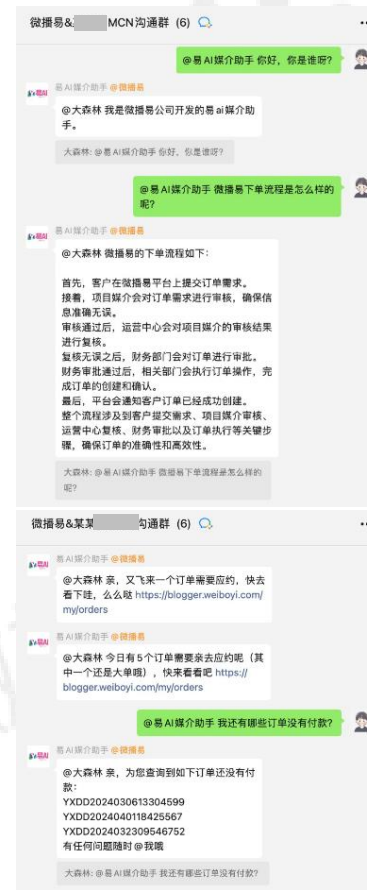 微播易&
MCN沟通群 (6)
@易AI媒介助手 你好，你是谁呀？
易AI媒介助手 @微播易
@大森林 我是微播易公司开发的易ai媒介助
手。
大森林: @易AI媒介助手 你好，你是谁呀？
@易AI媒介助手 微播易下单流程是怎么样的
呢？
易AI媒介助手 @微播易
@大森林 微播易的下单流程如下：
首先，客户在微播易平台上提交订单需求。
接着，项目媒介会对订单需求进行审核，确保信
息准确无误。
审核通过后，运营中心会对项目媒介的审核结果
进行复核。
复核无误之后，财务部门会对订单进行审批。
财务审批通过后，相关部门会执行订单操作，完
成订单的创建和确认。
最后，平台会通知客户订单已经成功创建。
整个流程涉及到客户提交需求、项目媒介审核、
运营中心复核、财务审批以及订单执行等关键步
骤，确保订单的准确性和高效性。
大森林: @易AI媒介助手 微播易下单流程是怎么样的
呢？
微播易&某某
沟通群 (6)
易AI媒介助手 @微播易
@大森林 亲，又飞来一个订单需要应约，快去
看下哇，么么哒 https://blogger.weiboyi.com/
my/orders
易AI媒介助手 @微播易
@大森林 今日有5个订单需要亲去应约呢（其
中一个还是大单哦），快来看看吧 https://
blogger.weiboyi.com/my/orders
@易AI媒介助手 我还有哪些订单没有付款？
易AI媒介助手 @微播易
@大森林 亲，为您查询到如下订单还没有付
款：
YXDD2024030613304599
YXDD2024040118425567
YXDD2024032309546752
有任何问题随时@我哦
大森林: @易AI媒介助手 我还有哪些订单没有付款？